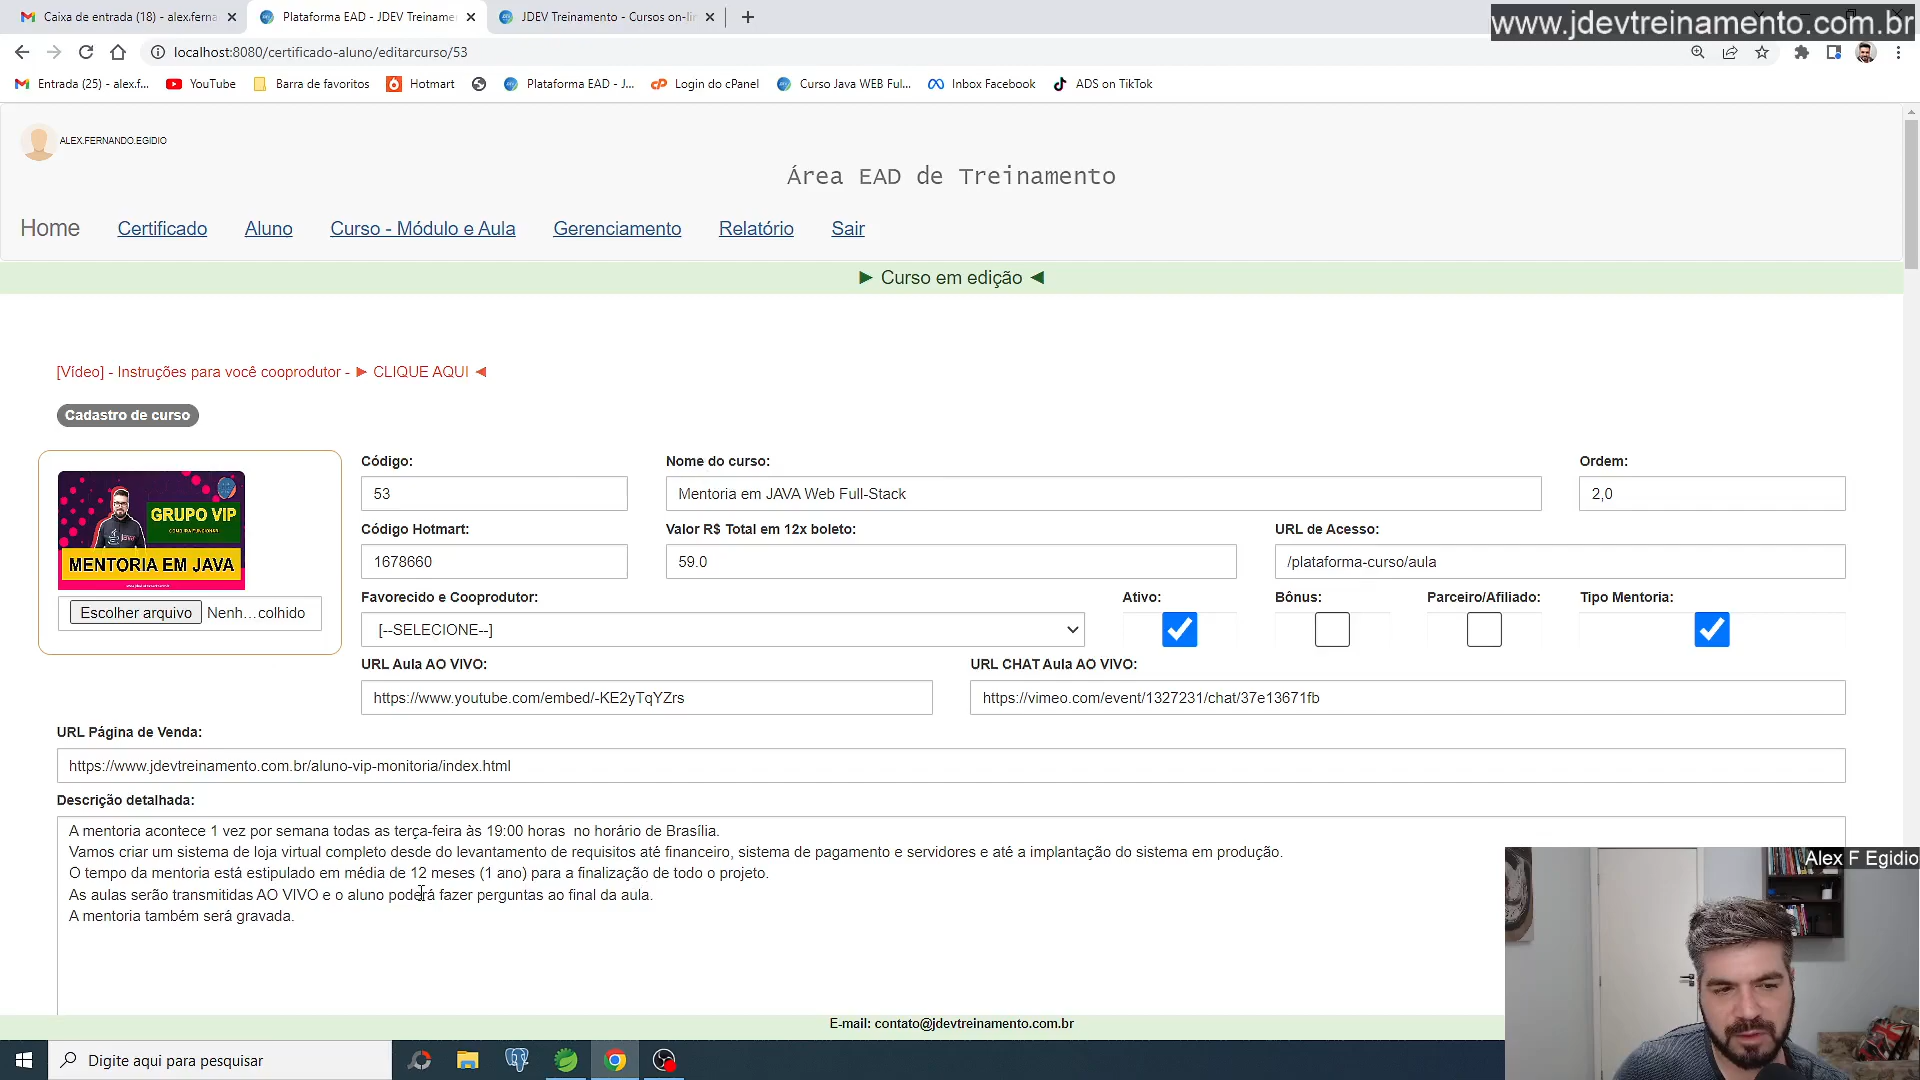 Caixa de entrada (18) - alex.ferna
Plataforma EAD - JDEV Treinamen
JDEV Treinamento - Cursos on-lin
www.jdevtreinamento.com.br
localhost:8080/certificado-aluno/editarcurso/53
Entrada (25) - alex.f...
YouTube
Barra de favoritos
Hotmart
Plataforma EAD - J...
Login do cPanel
Curso Java WEB Ful...
Inbox Facebook
ADS on TikTok
ALEX.FERNANDO.EGIDIO
Área EAD de Treinamento
Home
Certificado
Aluno
Curso - Módulo e Aula
Gerenciamento
Relatório
Sair
► Curso em edição ◄
[Vídeo] - Instruções para você cooprodutor - ► CLIQUE AQUI ◄
Cadastro de curso
GRUPO VIP
MENTORIA EM JAVA
Escolher arquivo Nenh…colhido
Código:
53
Nome do curso:
Mentoria em JAVA Web Full-Stack
Ordem:
2,0
Código Hotmart:
1678660
Valor R$ Total em 12x boleto:
59.0
URL de Acesso:
/plataforma-curso/aula
Favorecido e Cooprodutor:
[--SELECIONE--]
Ativo:
Bônus:
Parceiro/Afiliado:
Tipo Mentoria:
URL Aula AO VIVO:
https://www.youtube.com/embed/-KE2yTqYZrs
URL CHAT Aula AO VIVO:
https://vimeo.com/event/1327231/chat/37e13671fb
URL Página de Venda:
https://www.jdevtreinamento.com.br/aluno-vip-monitoria/index.html
Descrição detalhada:
A mentoria acontece 1 vez por semana todas as terça-feira às 19:00 horas  no horário de Brasília.
Vamos criar um sistema de loja virtual completo desde do levantamento de requisitos até financeiro, sistema de pagamento e servidores e até a implantação do sistema em produção.
O tempo da mentoria está estipulado em média de 12 meses (1 ano) para a finalização de todo o projeto.
As aulas serão transmitidas AO VIVO e o aluno poderá fazer perguntas ao final da aula.
A mentoria também será gravada.
Alex F Egidio
E-mail: contato@jdevtreinamento.com.br
Digite aqui para pesquisar